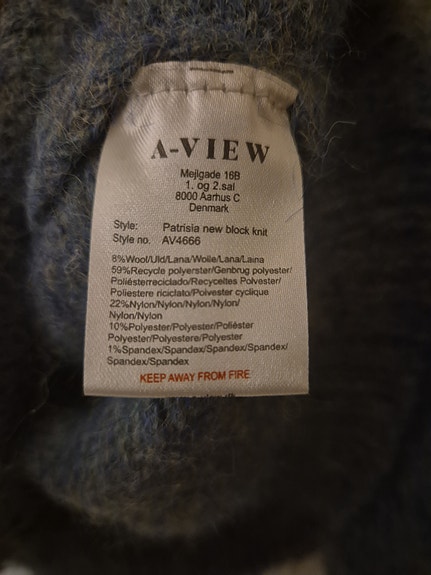 A-VIEW
Mejlgade 16B
1. og 2.sal
8000 Aarhus C
Denmark
Style: Patrisia new block knit
Style no. AV4666
8%Wool/Uld/Lana/Wolle/Lana/Laina
59%Recycle polyerster/Genbrug polyester/
Poliésterreciclado/Recyceltes Polyester/
Poliestere riciclato/Polyester cyclique
22%Nylon/Nylon/Nylon/Nylon/
Nylon/Nylon
10%Polyester/Polyester/Poliéster
Polyester/Polyestere/Polyester
1%Spandex/Spandax/Spandex/Spandex/
Spandex/Spandex
KEEP AWAY FROM FIRE